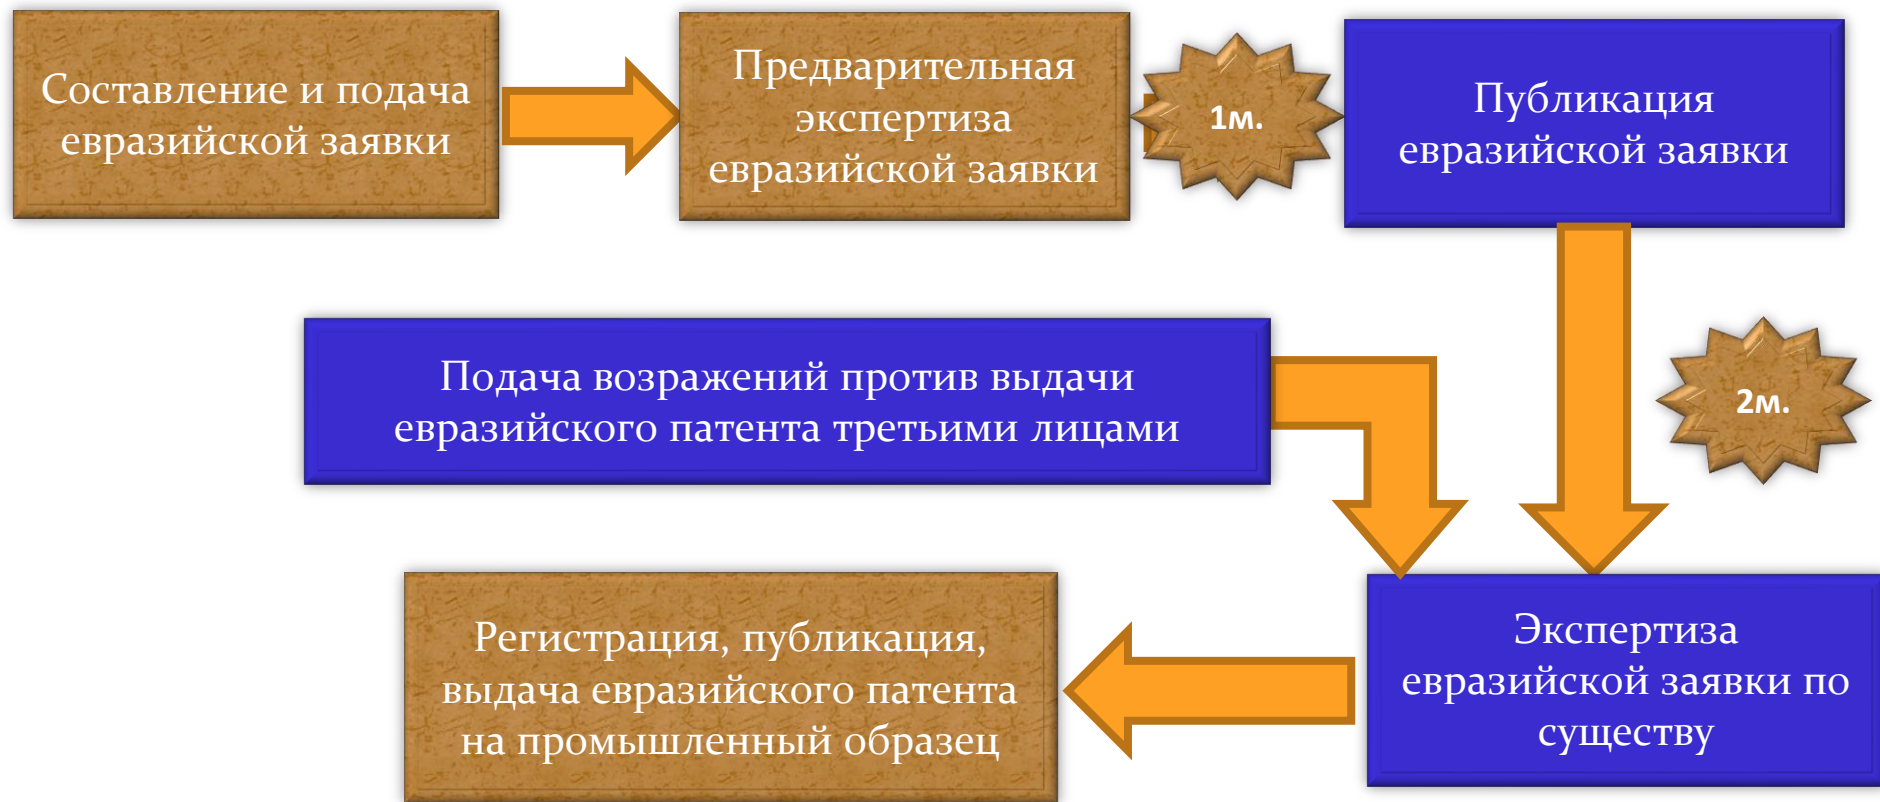 Составление и подача
евразийской заявки
Предварительная
экспертиза
евразийской заявки
1м.
Публикация
евразийской заявки
Подача возражений против выдачи
евразийского патента третьими лицами
2м.
Экспертиза
евразийской заявки по
существу
Регистрация, публикация,
выдача евразийского патента
на промышленный образец